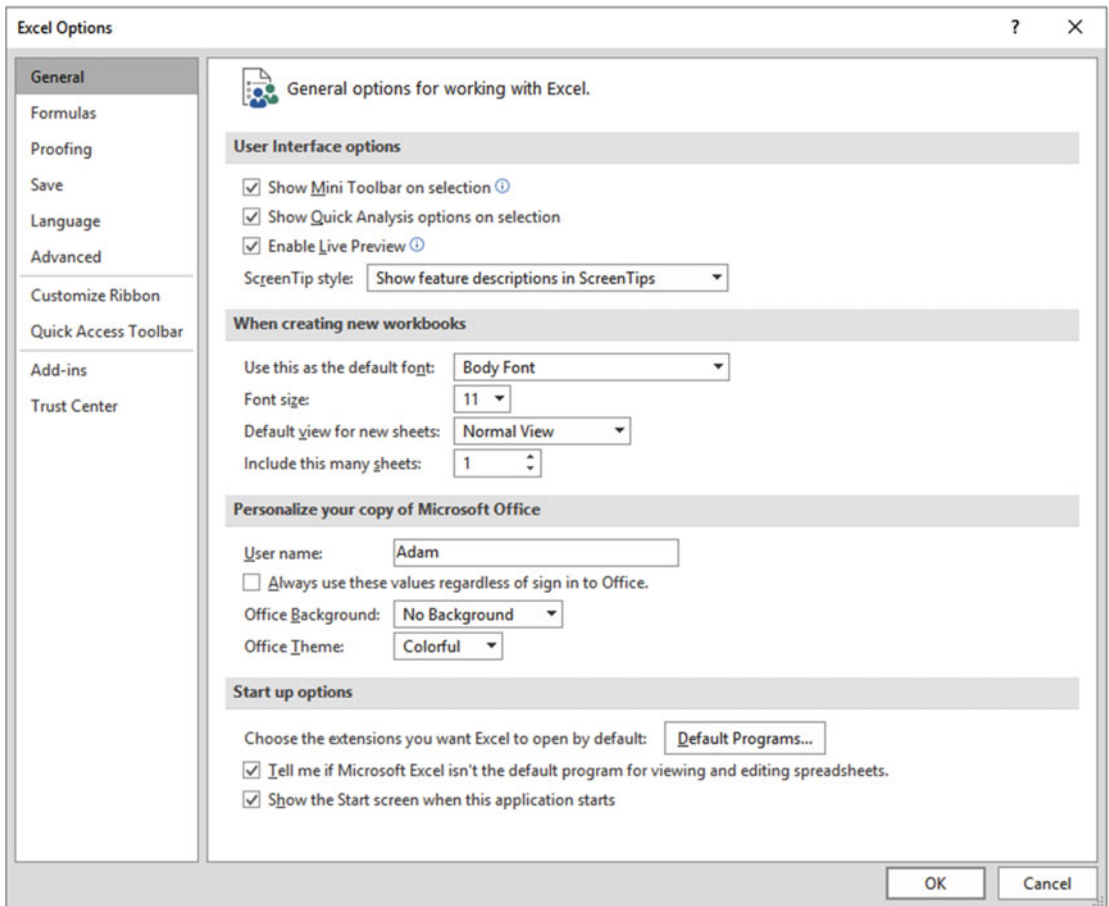 Excel Options
?
General
Formulas
Proofing
Save
Language
Advanced
Customize Ribbon
Quick Access Toolbar
Add-ins
Trust Center
General options for working with Excel.
User Interface options
Show Mini Toolbar on selection
Show Quick Analysis options on selection
Enable Live Preview
ScreenTip style: Show feature descriptions in ScreenTips
When creating new workbooks
Use this as the default font: Body Font
Font size: 11
Default view for new sheets: Normal View
Include this many sheets: 1
Personalize your copy of Microsoft Office
User name: Adam
Always use these values regardless of sign in to Office.
Office Background: No Background
Office Theme: Colorful
Start up options
Choose the extensions you want Excel to open by default: Default Programs...
Tell me if Microsoft Excel isn't the default program for viewing and editing spreadsheets.
Show the Start screen when this application starts
OK Cancel